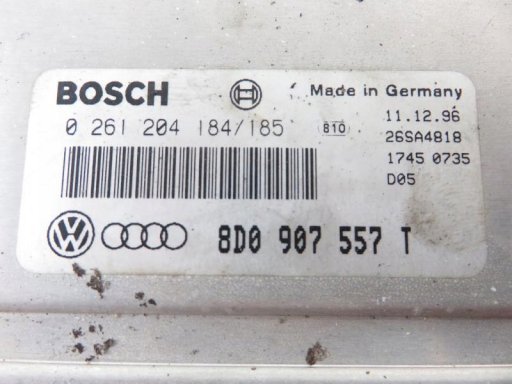 BOSCH Made in Germany
0 261 204 184/185 810 11.12.96
26SA4818
1745 0735
D05
8D0 907 557 T